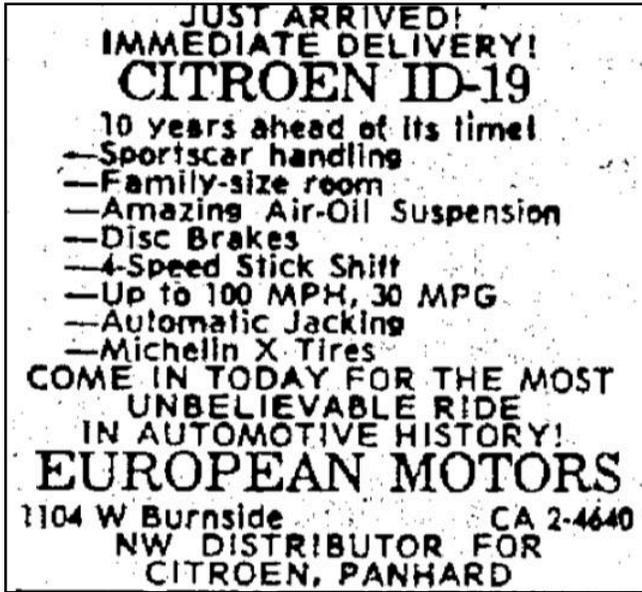 JUST ARRIVED!
IMMEDIATE DELIVERY!
CITROEN ID-19
10 years ahead of its time!
—Sportscar handling
—Family-size room
—Amazing Air-Oil Suspension
—Disc Brakes
—4-Speed Stick Shift
—Up to 100 MPH, 30 MPG
—Automatic Jacking
—Michelin X Tires
COME IN TODAY FOR THE MOST
UNBELIEVABLE RIDE
IN AUTOMOTIVE HISTORY!
EUROPEAN MOTORS
1104 W Burnside CA 2-4640
NW DISTRIBUTOR FOR
CITROEN, PANHARD